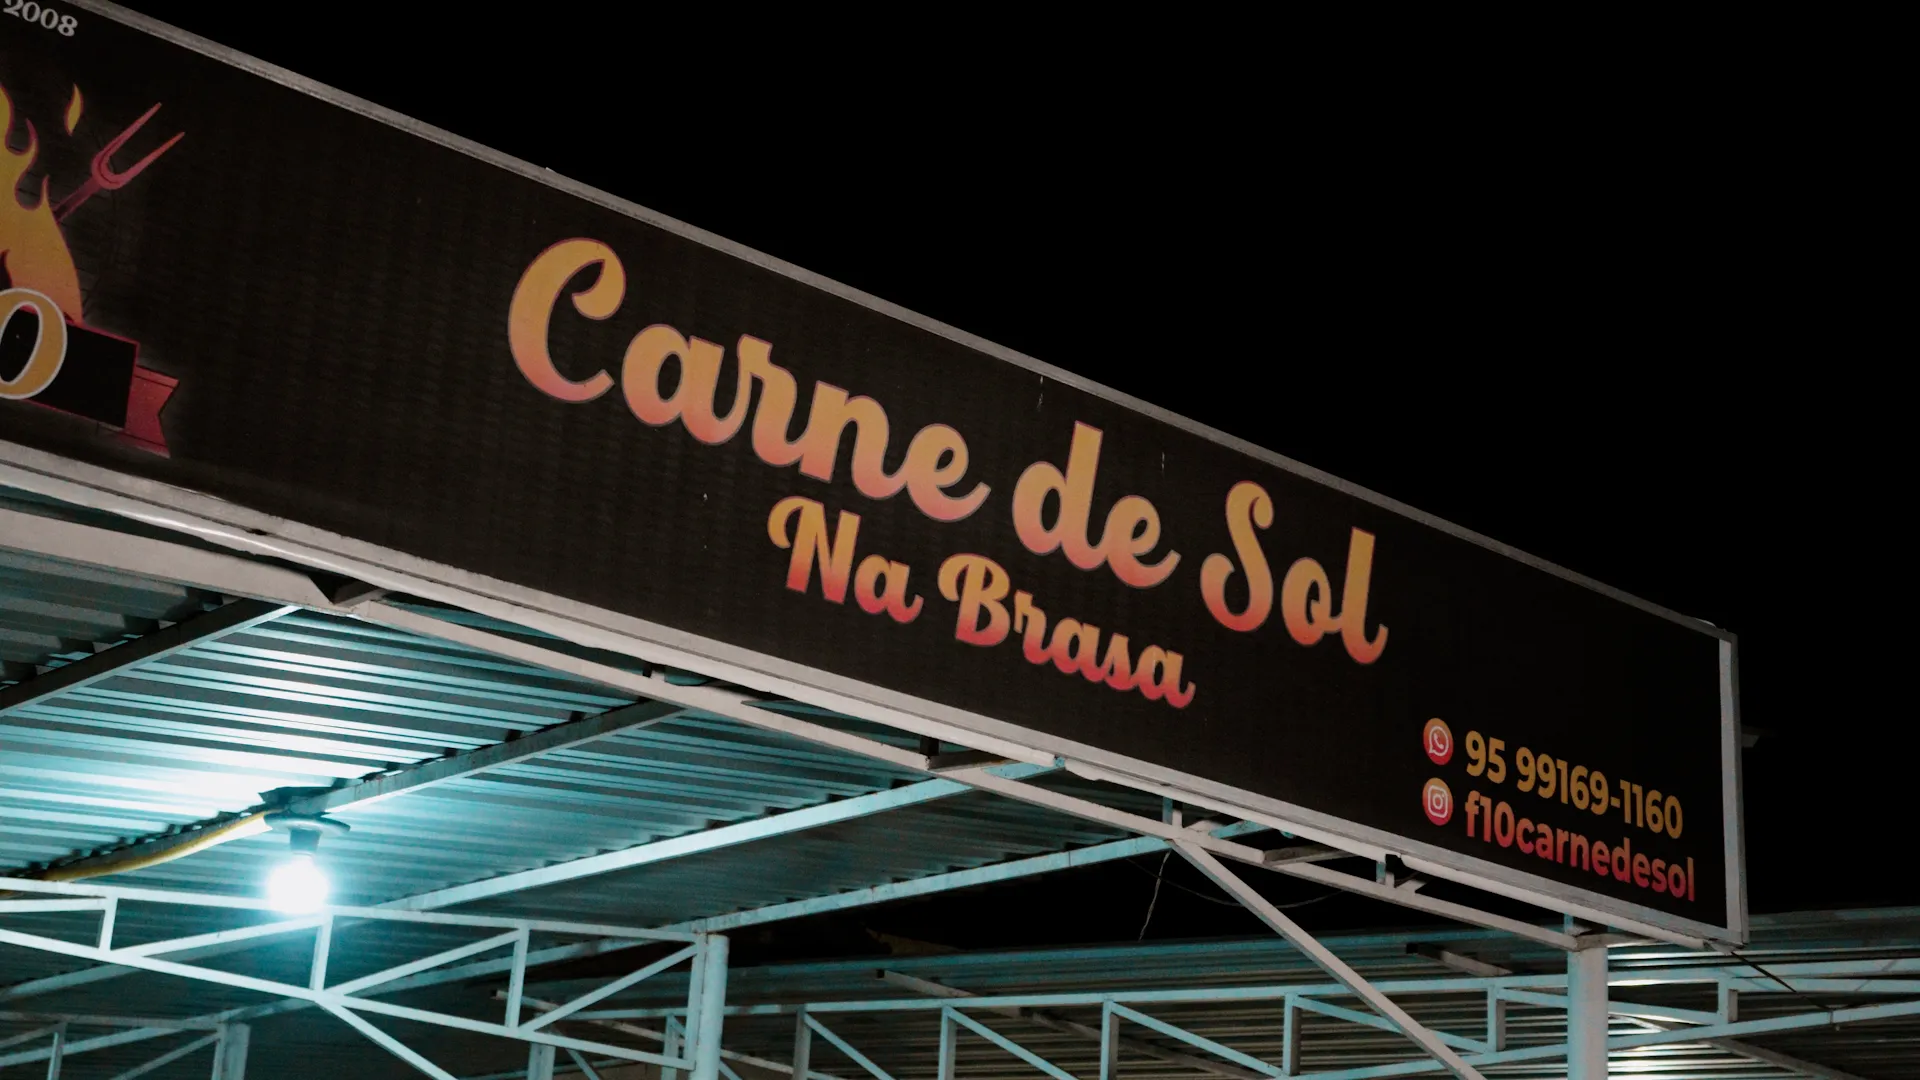 2008
O
Carne de Sol
Na Brasa
95 99169-1160
f10carnedesol